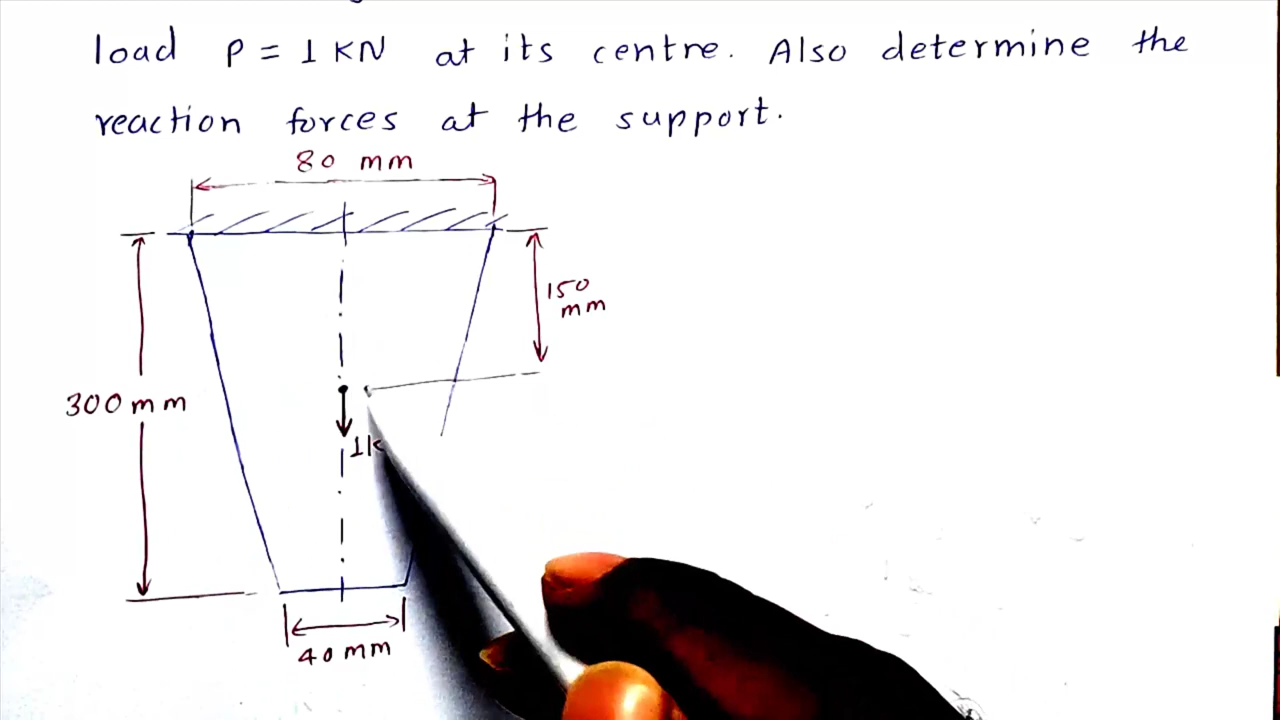 load P = 1 KN at its centre. Also determine the
reaction forces at the support.
80 mm
150
mm
300 mm
40 mm